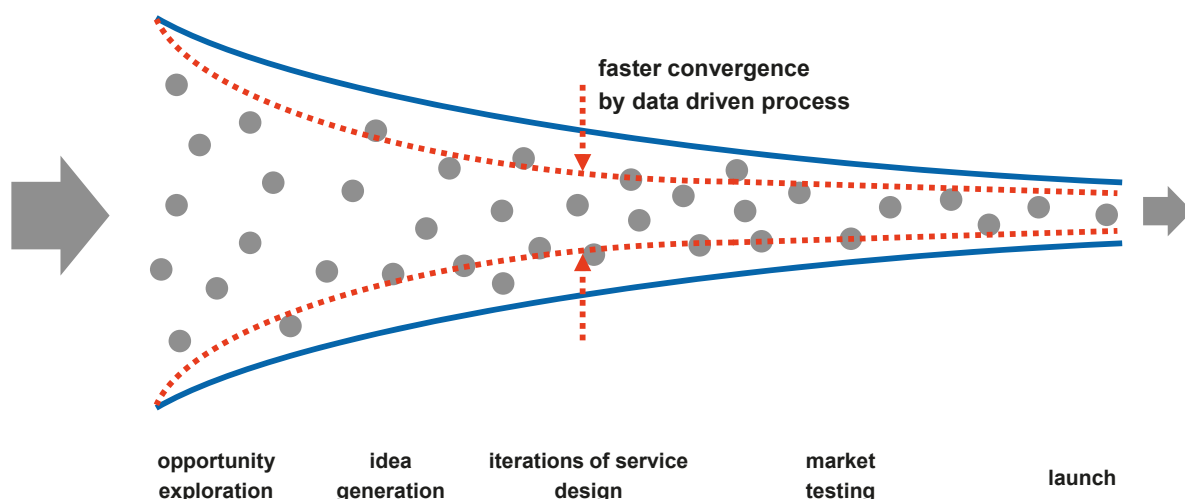 faster convergence
by data driven process
opportunity
exploration
idea
generation
iterations of service
design
market
testing
launch